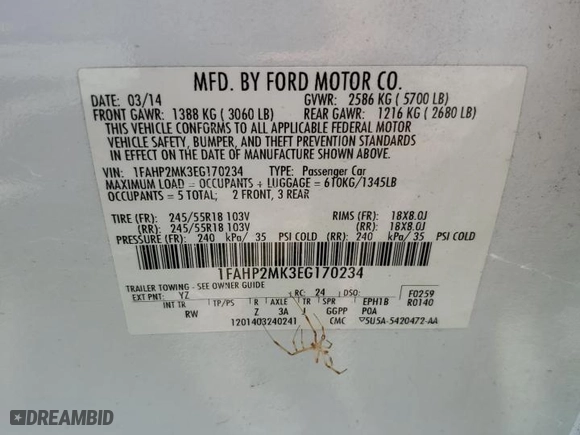 MFD. BY FORD MOTOR CO.
DATE: 03/14 GVWR: 2586 KG ( 5700 LB)
FRONT GAWR: 1388 KG ( 3060 LB) REAR GAWR: 1216 KG ( 2680 LB)
THIS VEHICLE CONFORMS TO ALL APPLICABLE FEDERAL MOTOR
VEHICLE SAFETY, BUMPER, AND THEFT PREVENTION STANDARDS
IN EFFECT ON THE DATE OF MANUFACTURE SHOWN ABOVE.
VIN: 1FAHP2MK3EG170234 TYPE: Passenger Car
MAXIMUM LOAD = OCCUPANTS + LUGGAGE = 610KG/1345LB
OCCUPANTS = 5 TOTAL; 2 FRONT, 3 REAR
TIRE (FR): 245/55R18 103V RIMS (FR): 18X8.0J
(RR): 245/55R18 103V (RR): 18X8.0J
PRESSURE (FR): 240 kPa/ 35 PSI COLD (RR): 240 kPa/ 35 PSI COLD
1FAHP2MK3EG170234
TRAILER TOWING - SEE OWNER GUIDE
EXT PNT: YZ RC: 24 DSO: F0259
INT TR TP/PS R AXLE TR SPR EPH1B R0140
RW Z 3A J GGPP P0A
1201403240241 CMC 5U5A-5420472-AA
DREAMBID